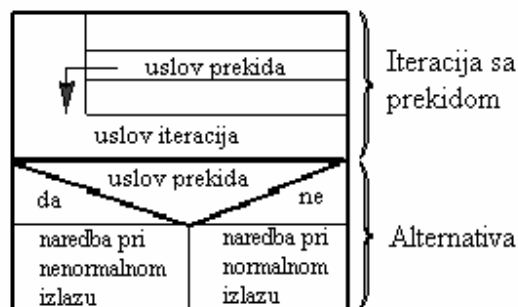 uslov prekida
Iteracija sa
prekidom
uslov iteracija
uslov prekida
da
ne
naredba pri
nenormalnom
izlazu
naredba pri
normalnom
izlazu
Alternativa